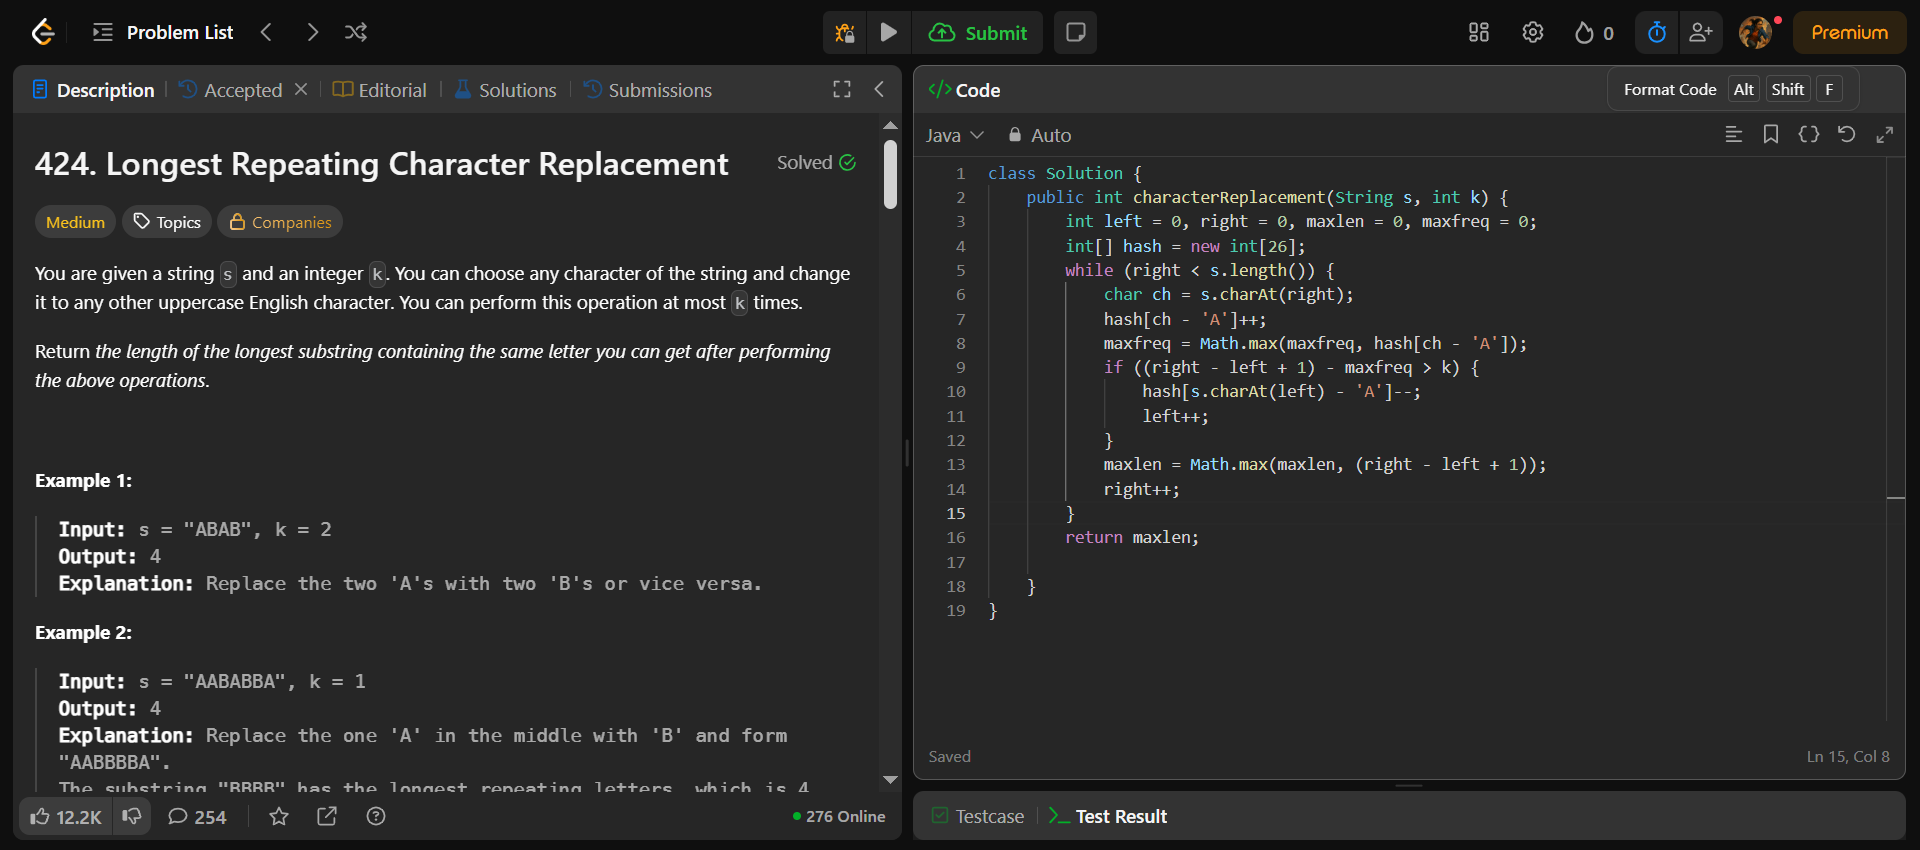 Problem List
Submit
0
Premium
Description
Accepted
Editorial
Solutions
Submissions
424. Longest Repeating Character Replacement
Solved
Medium
Topics
Companies
You are given a string s and an integer k. You can choose any character of the string and change
it to any other uppercase English character. You can perform this operation at most k times.
Return the length of the longest substring containing the same letter you can get after performing
the above operations.
Example 1:
Input: s = "ABAB", k = 2
Output: 4
Explanation: Replace the two 'A's with two 'B's or vice versa.
Example 2:
Input: s = "AABABBA", k = 1
Output: 4
Explanation: Replace the one 'A' in the middle with 'B' and form
"AABBBBA".
The substring "BBBB" has the longest repeating letters, which is 4.
12.2K
254
276 Online
</> Code
Format Code Alt Shift F
Java
Auto
1 class Solution {
2 public int characterReplacement(String s, int k) {
3 int left = 0, right = 0, maxlen = 0, maxfreq = 0;
4 int[] hash = new int[26];
5 while (right < s.length()) {
6 char ch = s.charAt(right);
7 hash[ch - 'A']++;
8 maxfreq = Math.max(maxfreq, hash[ch - 'A']);
9 if ((right - left + 1) - maxfreq > k) {
10 hash[s.charAt(left) - 'A']--;
11 left++;
12 }
13 maxlen = Math.max(maxlen, (right - left + 1));
14 right++;
15 }
16 return maxlen;
17
18 }
19 }
Saved
Ln 15, Col 8
Testcase
Test Result